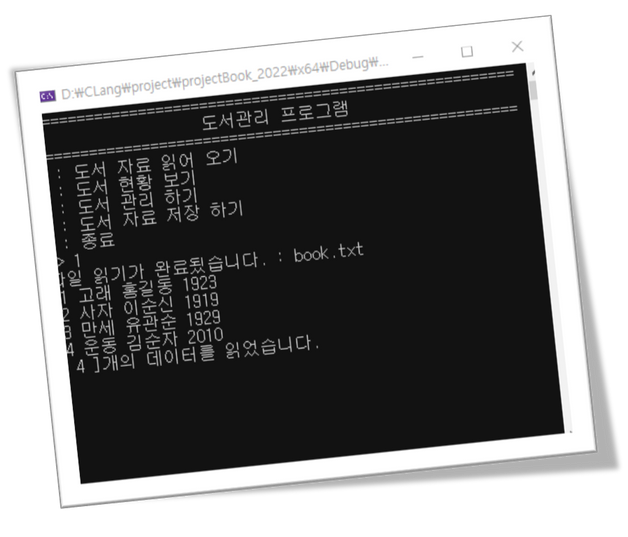 D:₩CLang₩project₩projectBook_2022₩x64₩Debug₩...
도서관리 프로그램
: 도서 자료 읽어 오기
: 도서 현황 보기
: 도서 관리 하기
: 도서 자료 저장 하기
: 종료
> 1
읽기가 완료됐습니다. : book.txt
1 고래 홍길동 1923
2 사자 이순신 1919
3 만세 유관순 1929
4 운동 김순자 2010
4 ]개의 데이터를 읽었습니다.